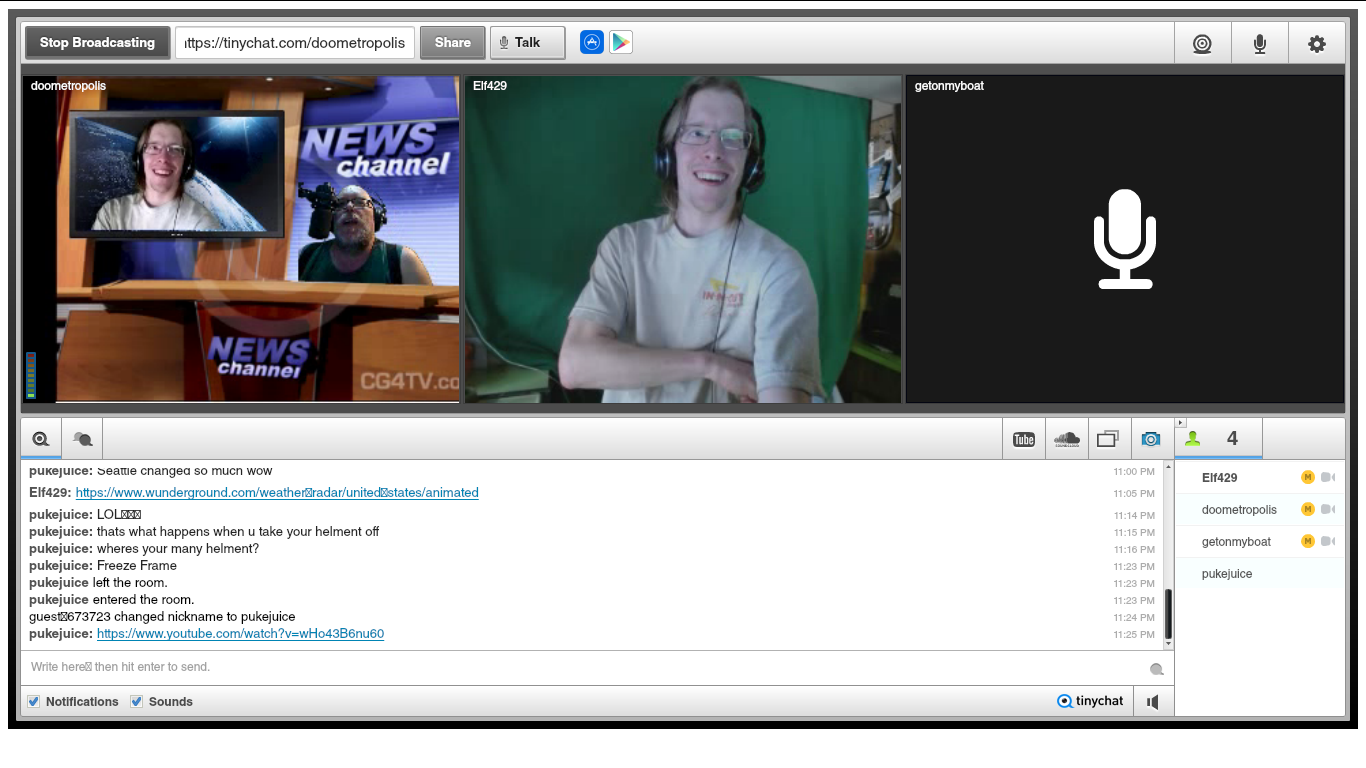 Stop Broadcasting
ttps://tinychat.com/doometropolis
Share
Talk
doometropolis
Elf429
getonmyboat
NEWS
channel
IN-N-OUT
NEWS
channel
CG4TV.co
Tube
SOUNDCLOUD
4
pukejuice: Seattle changed so much wow 11:00 PM
Elf429: https://www.wunderground.com/weather radar/united states/animated 11:05 PM
pukejuice: LOL 11:14 PM
pukejuice: thats what happens when u take your helment off 11:15 PM
pukejuice: wheres your many helment? 11:16 PM
pukejuice: Freeze Frame 11:23 PM
pukejuice left the room. 11:23 PM
pukejuice entered the room. 11:23 PM
guest 673723 changed nickname to pukejuice 11:24 PM
pukejuice: https://www.youtube.com/watch?v=wHo43B6nu60 11:25 PM
Elf429 M
doometropolis M
getonmyboat M
pukejuice
Write here then hit enter to send.
Notifications
Sounds
tinychat